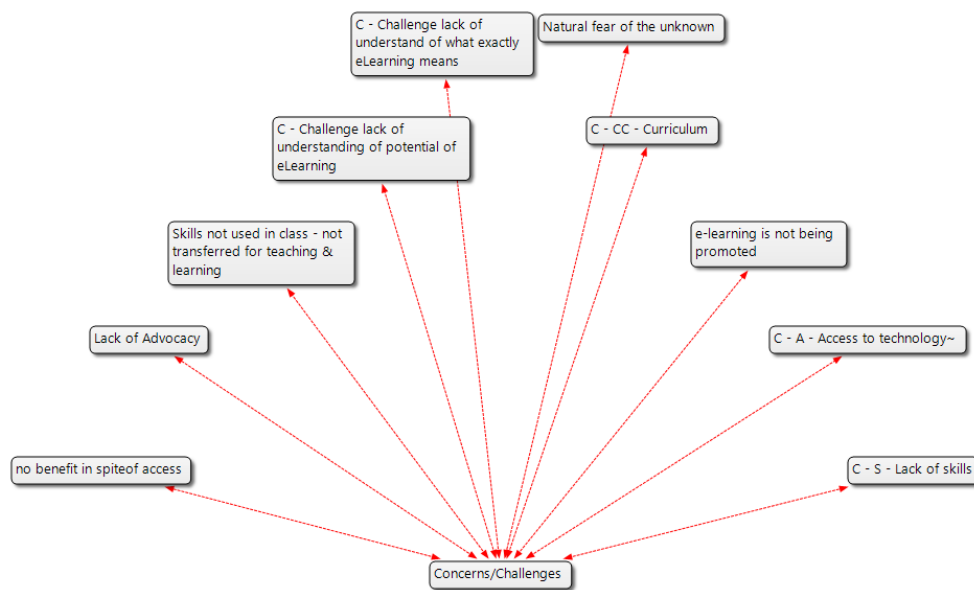 C - Challenge lack of
understand of what exactly
eLearning means
Natural fear of the unknown
C - Challenge lack of
understanding of potential of
eLearning
C - CC - Curriculum
Skills not used in class - not
transferred for teaching &
learning
e-learning is not being
promoted
Lack of Advocacy
C - A - Access to technology~
no benefit in spiteof access
C - S - Lack of skills
Concerns/Challenges